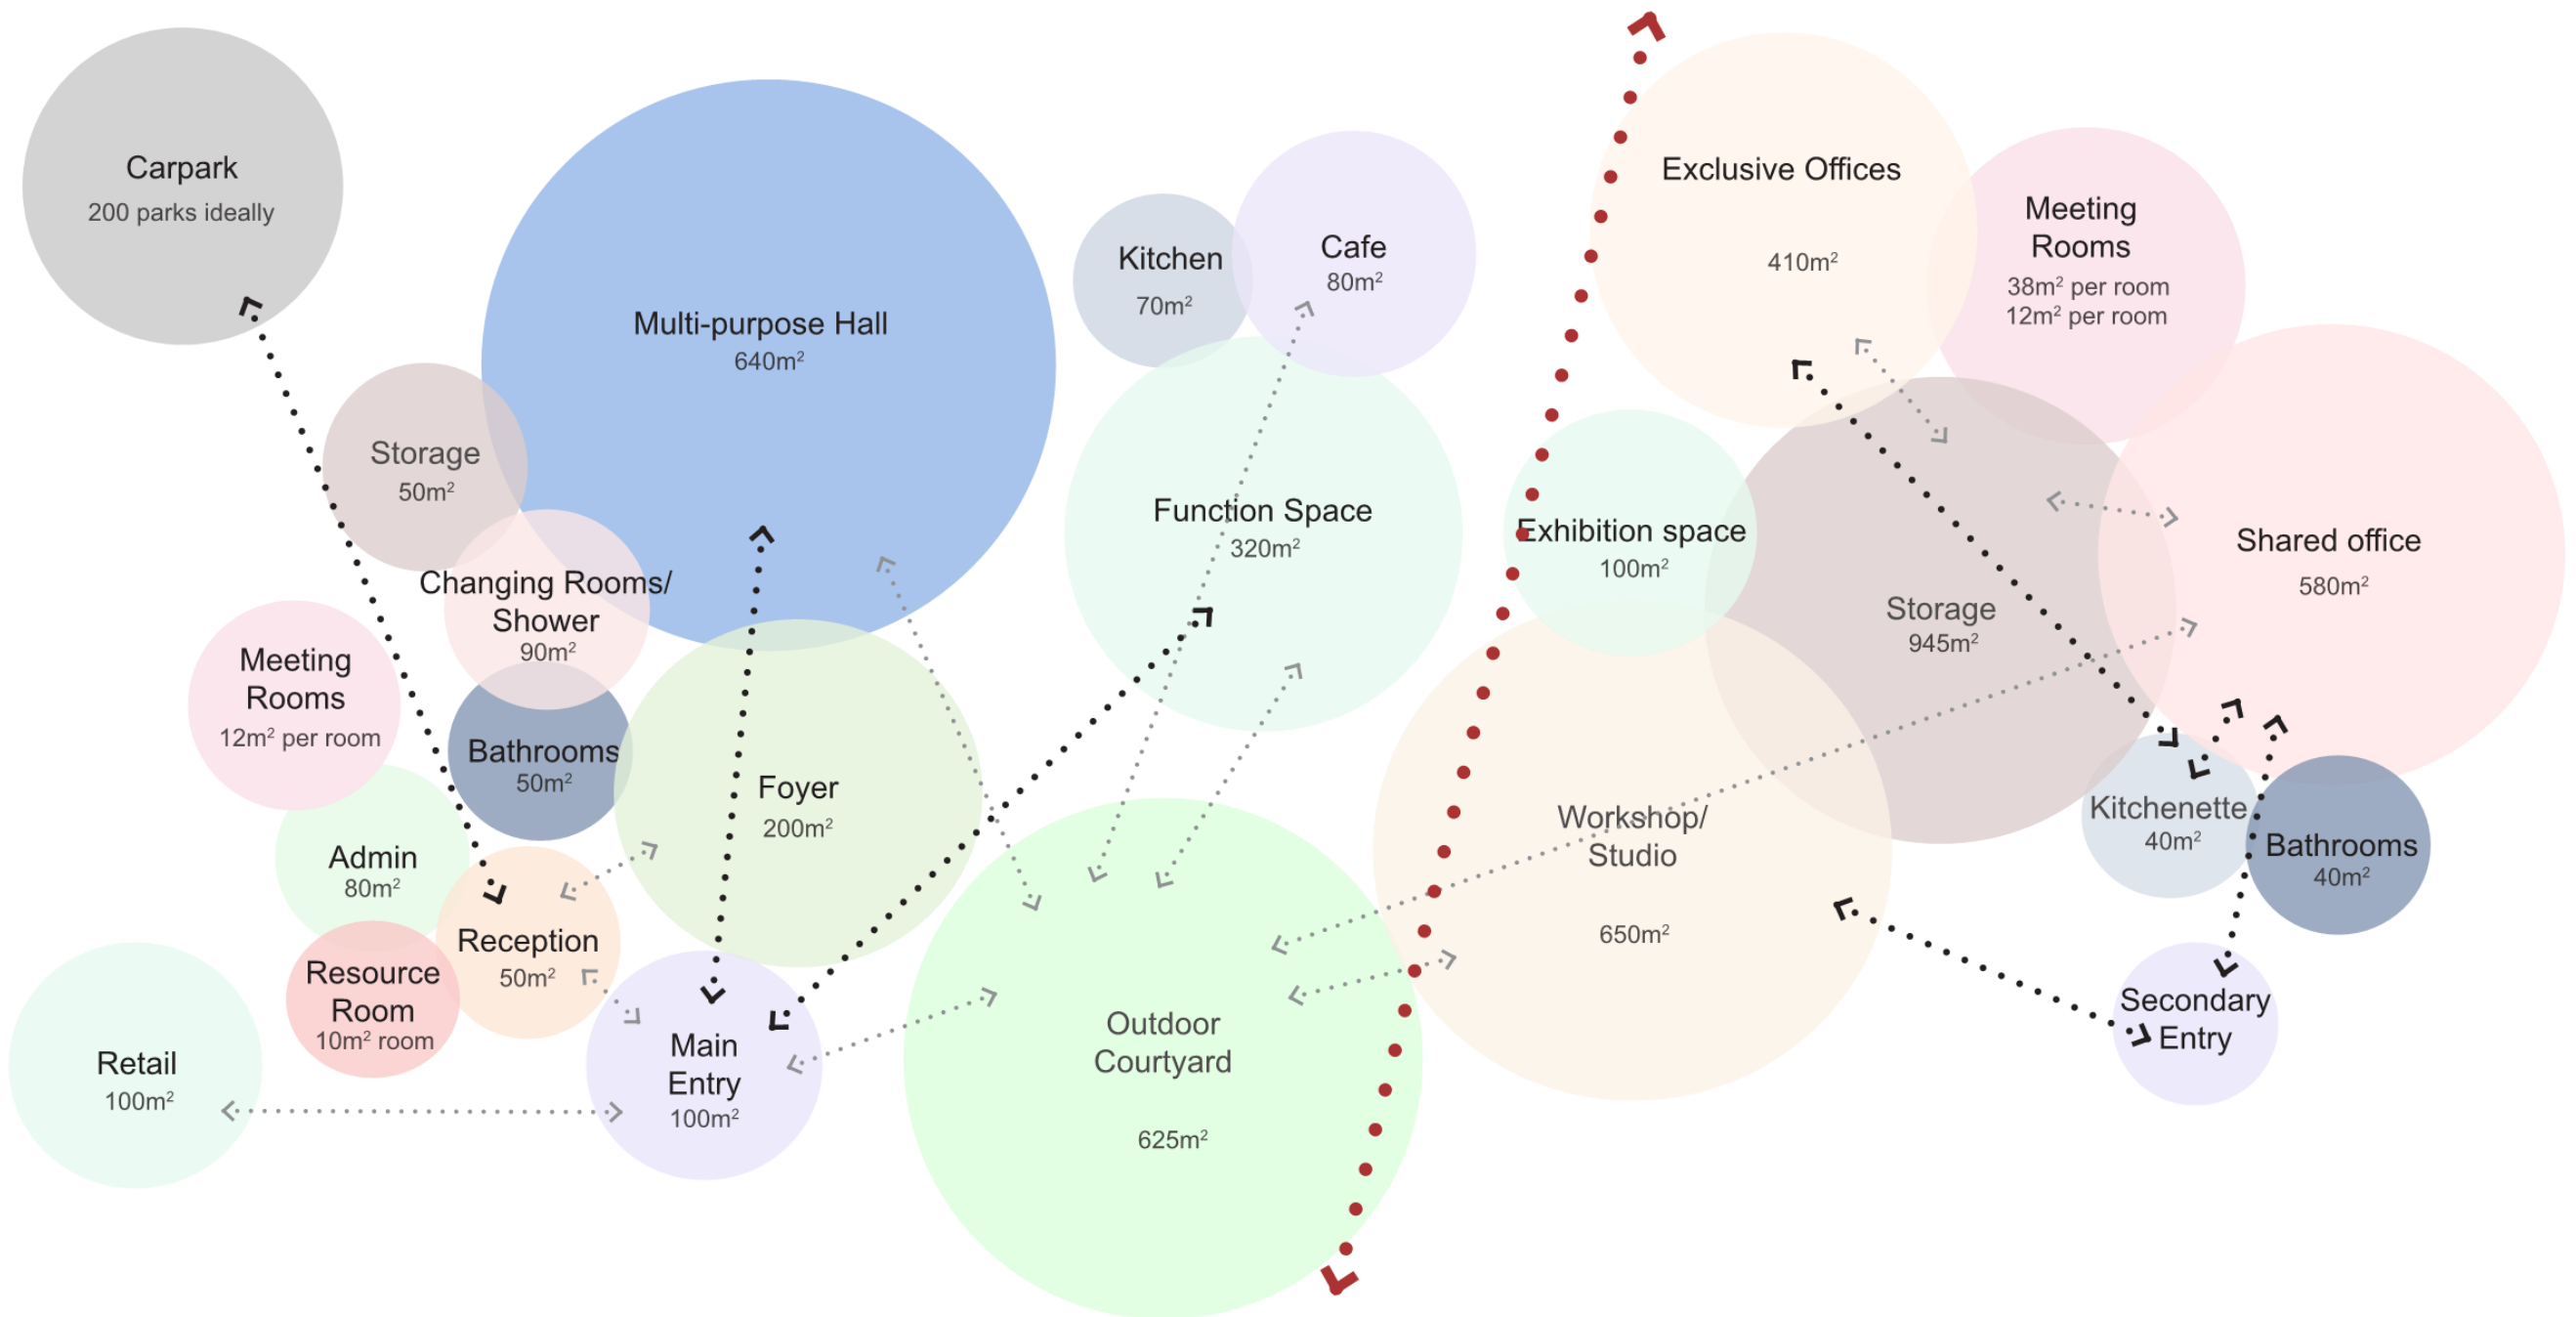 Carpark
200 parks ideally
Multi-purpose Hall
640m²
Storage
50m²
Changing Rooms/
Shower
90m²
Meeting
Rooms
12m² per room
Bathrooms
50m²
Admin
80m²
Foyer
200m²
Reception
50m²
Resource
Room
10m² room
Retail
100m²
Main
Entry
100m²
Kitchen
70m²
Cafe
80m²
Function Space
320m²
Outdoor
Courtyard
625m²
Exclusive Offices
410m²
Meeting
Rooms
38m² per room
12m² per room
Exhibition space
100m²
Storage
945m²
Shared office
580m²
Workshop/
Studio
650m²
Kitchenette
40m²
Bathrooms
40m²
Secondary
Entry